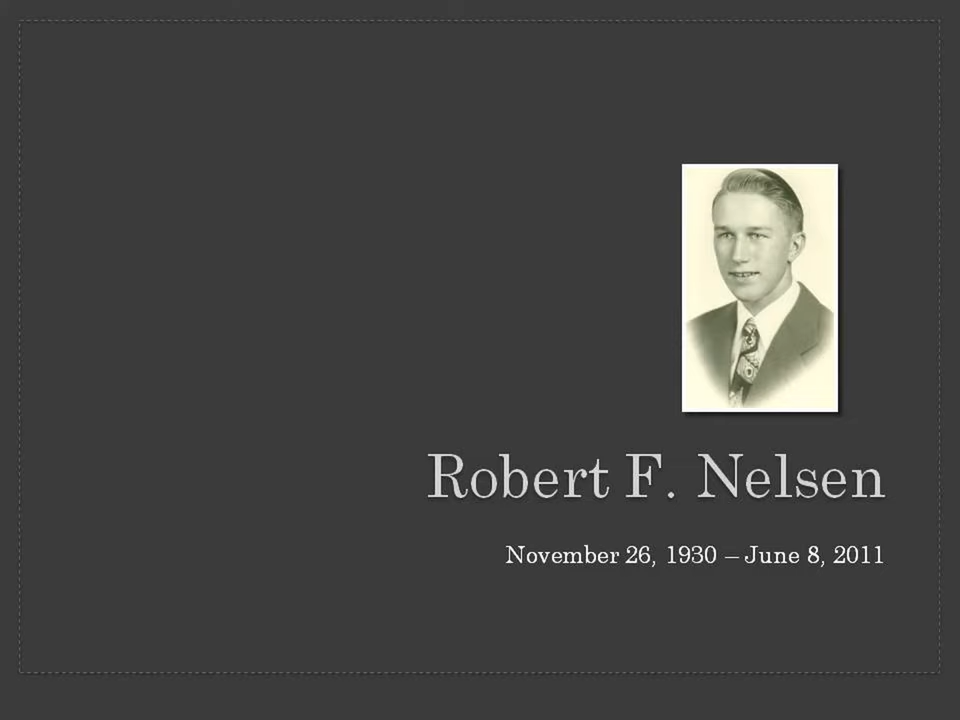 Robert F. Nelsen
November 26, 1930 – June 8, 2011